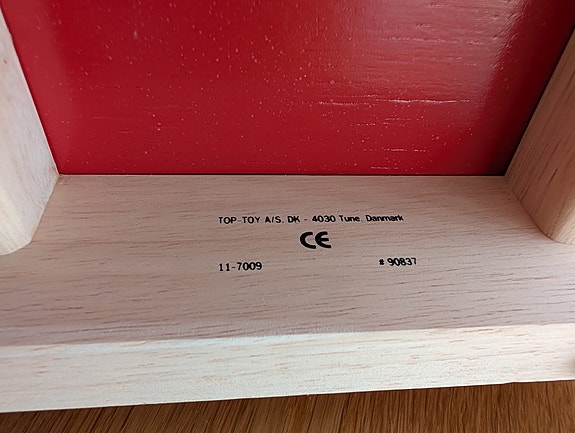 TOP-TOY A/S. DK - 4030 Tune. Danmark
CE
11-7009 # 90837